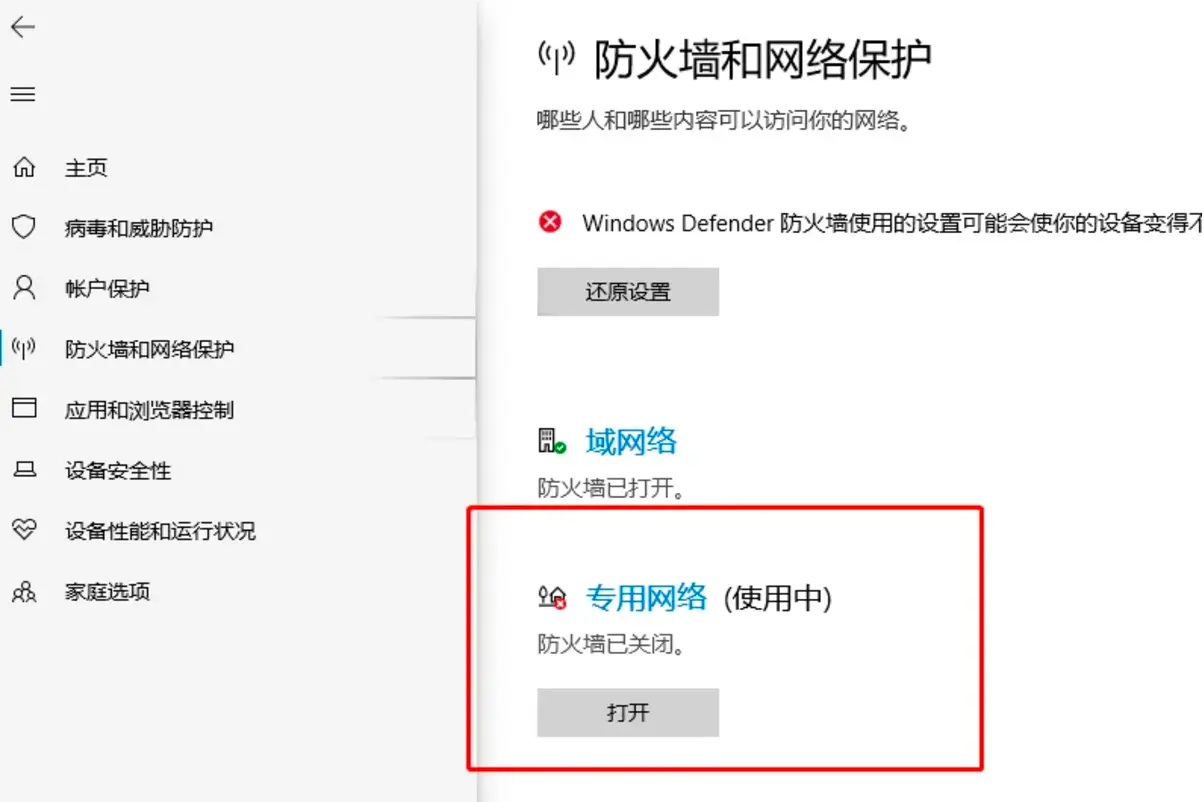 主页
病毒和威胁防护
帐户保护
防火墙和网络保护
应用和浏览器控制
设备安全性
设备性能和运行状况
家庭选项
防火墙和网络保护
哪些人和哪些内容可以访问你的网络。
Windows Defender 防火墙使用的设置可能会使你的设备变得不
还原设置
域网络
防火墙已打开。
专用网络 (使用中)
防火墙已关闭。
打开